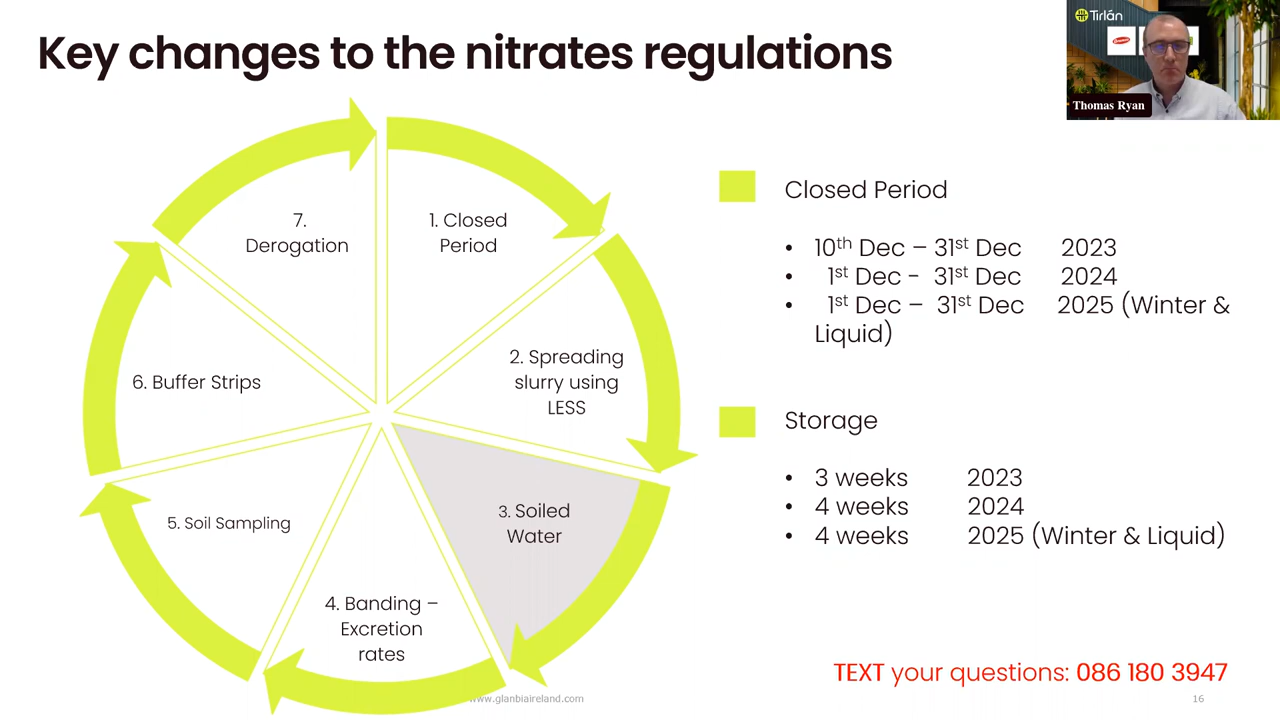 Key changes to the nitrates regulations
Tirlán
Thomas Ryan
7.
Derogation
1. Closed
Period
2. Spreading
slurry using
LESS
3. Soiled
Water
4. Banding –
Excretion
rates
5. Soil Sampling
6. Buffer Strips
Closed Period
• 10th Dec – 31st Dec 2023
• 1st Dec - 31st Dec 2024
• 1st Dec – 31st Dec 2025 (Winter &
Liquid)
Storage
• 3 weeks 2023
• 4 weeks 2024
• 4 weeks 2025 (Winter & Liquid)
TEXT your questions: 086 180 3947
www.glanbiaireland.com
16